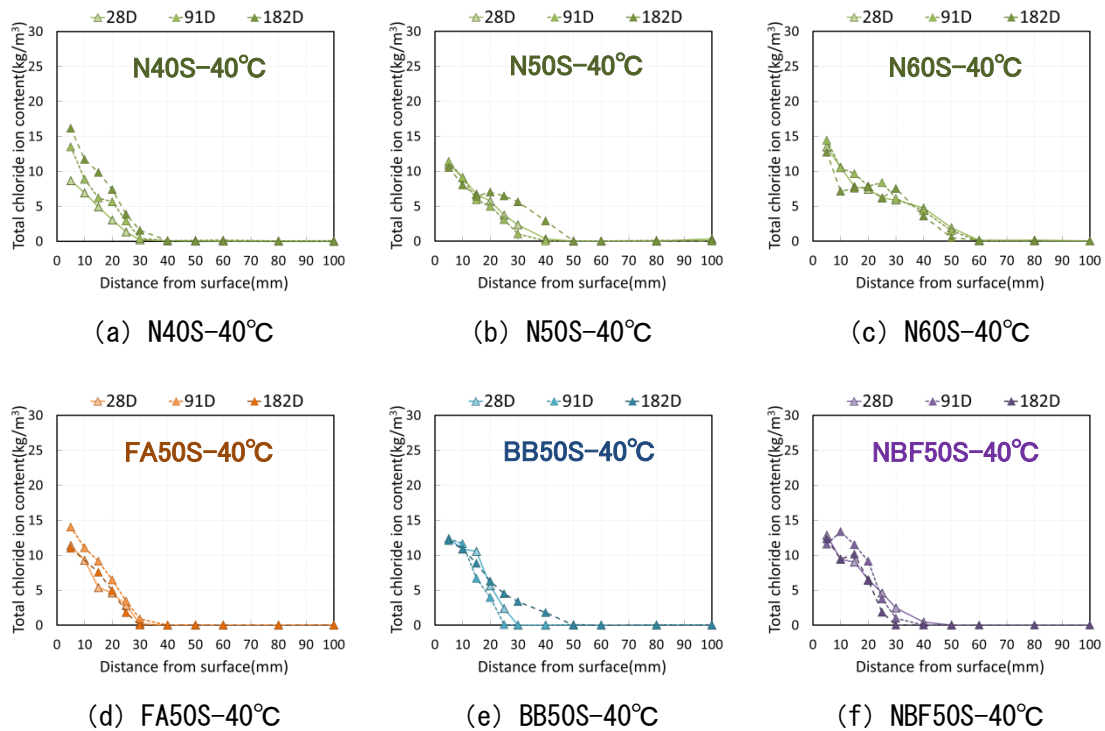 28D 91D 182D
Total chloride ion content(kg/m³)
30
25
20
15
10
5
0
N40S-40℃
0 10 20 30 40 50 60 70 80 90 100
Distance from surface(mm)
(a) N40S-40℃
28D 91D 182D
Total chloride ion content(kg/m³)
30
25
20
15
10
5
0
N50S-40℃
0 10 20 30 40 50 60 70 80 90 100
Distance from surface(mm)
(b) N50S-40℃
28D 91D 182D
Total chloride ion content(kg/m³)
30
25
20
15
10
5
0
N60S-40℃
0 10 20 30 40 50 60 70 80 90 100
Distance from surface(mm)
(c) N60S-40℃
28D 91D 182D
Total chloride ion content(kg/m³)
30
25
20
15
10
5
0
FA50S-40℃
0 10 20 30 40 50 60 70 80 90 100
Distance from surface(mm)
(d) FA50S-40℃
28D 91D 182D
Total chloride ion content(kg/m³)
30
25
20
15
10
5
0
BB50S-40℃
0 10 20 30 40 50 60 70 80 90 100
Distance from surface(mm)
(e) BB50S-40℃
28D 91D 182D
Total chloride ion content(kg/m³)
30
25
20
15
10
5
0
NBF50S-40℃
0 10 20 30 40 50 60 70 80 90 100
Distance from surface(mm)
(f) NBF50S-40℃